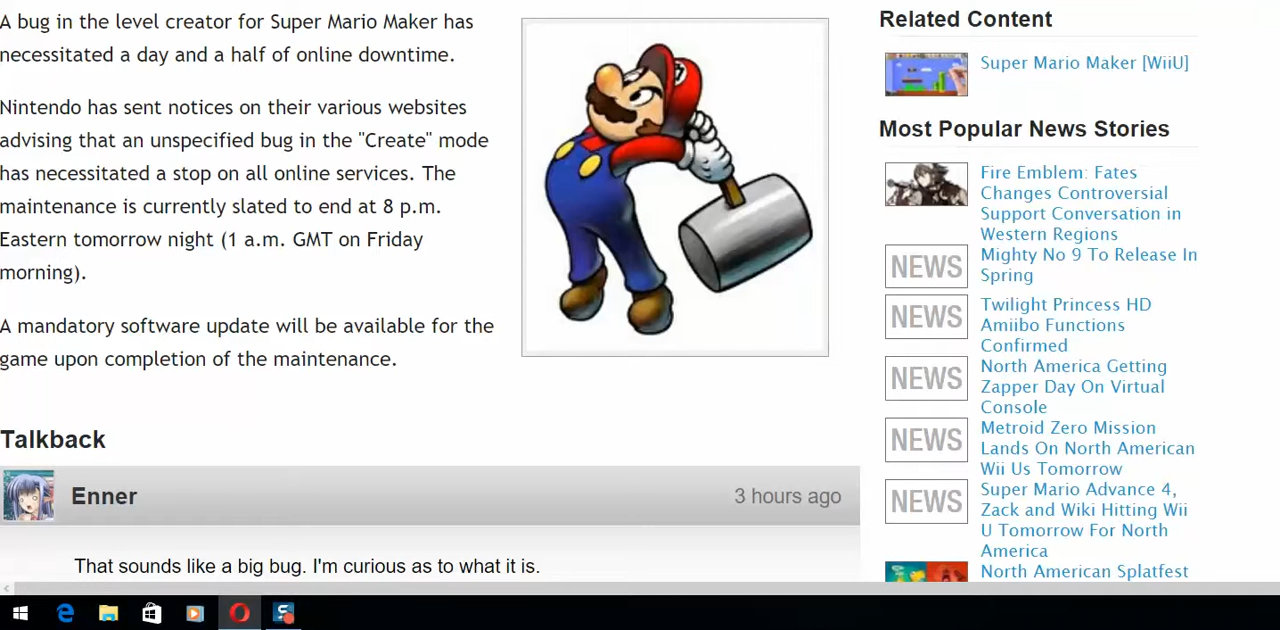 A bug in the level creator for Super Mario Maker has
necessitated a day and a half of online downtime.
Nintendo has sent notices on their various websites
advising that an unspecified bug in the "Create" mode
has necessitated a stop on all online services. The
maintenance is currently slated to end at 8 p.m.
Eastern tomorrow night (1 a.m. GMT on Friday
morning).
A mandatory software update will be available for the
game upon completion of the maintenance.
Talkback
Enner
3 hours ago
That sounds like a big bug. I'm curious as to what it is.
Related Content
Super Mario Maker [WiiU]
Most Popular News Stories
Fire Emblem: Fates
Changes Controversial
Support Conversation in
Western Regions
NEWS
Mighty No 9 To Release In
Spring
NEWS
Twilight Princess HD
Amiibo Functions
Confirmed
NEWS
North America Getting
Zapper Day On Virtual
Console
NEWS
Metroid Zero Mission
Lands On North American
Wii Us Tomorrow
NEWS
Super Mario Advance 4,
Zack and Wiki Hitting Wii
U Tomorrow For North
America
North American Splatfest